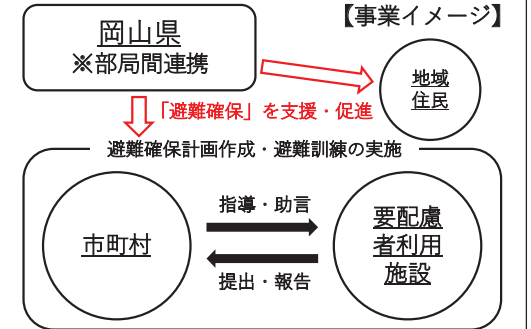 【事業イメージ】
岡山県
※部局間連携
地域
住民
「避難確保」を支援・促進
避難確保計画作成・避難訓練の実施
市町村
指導・助言
提出・報告
要配慮
者利用
施設